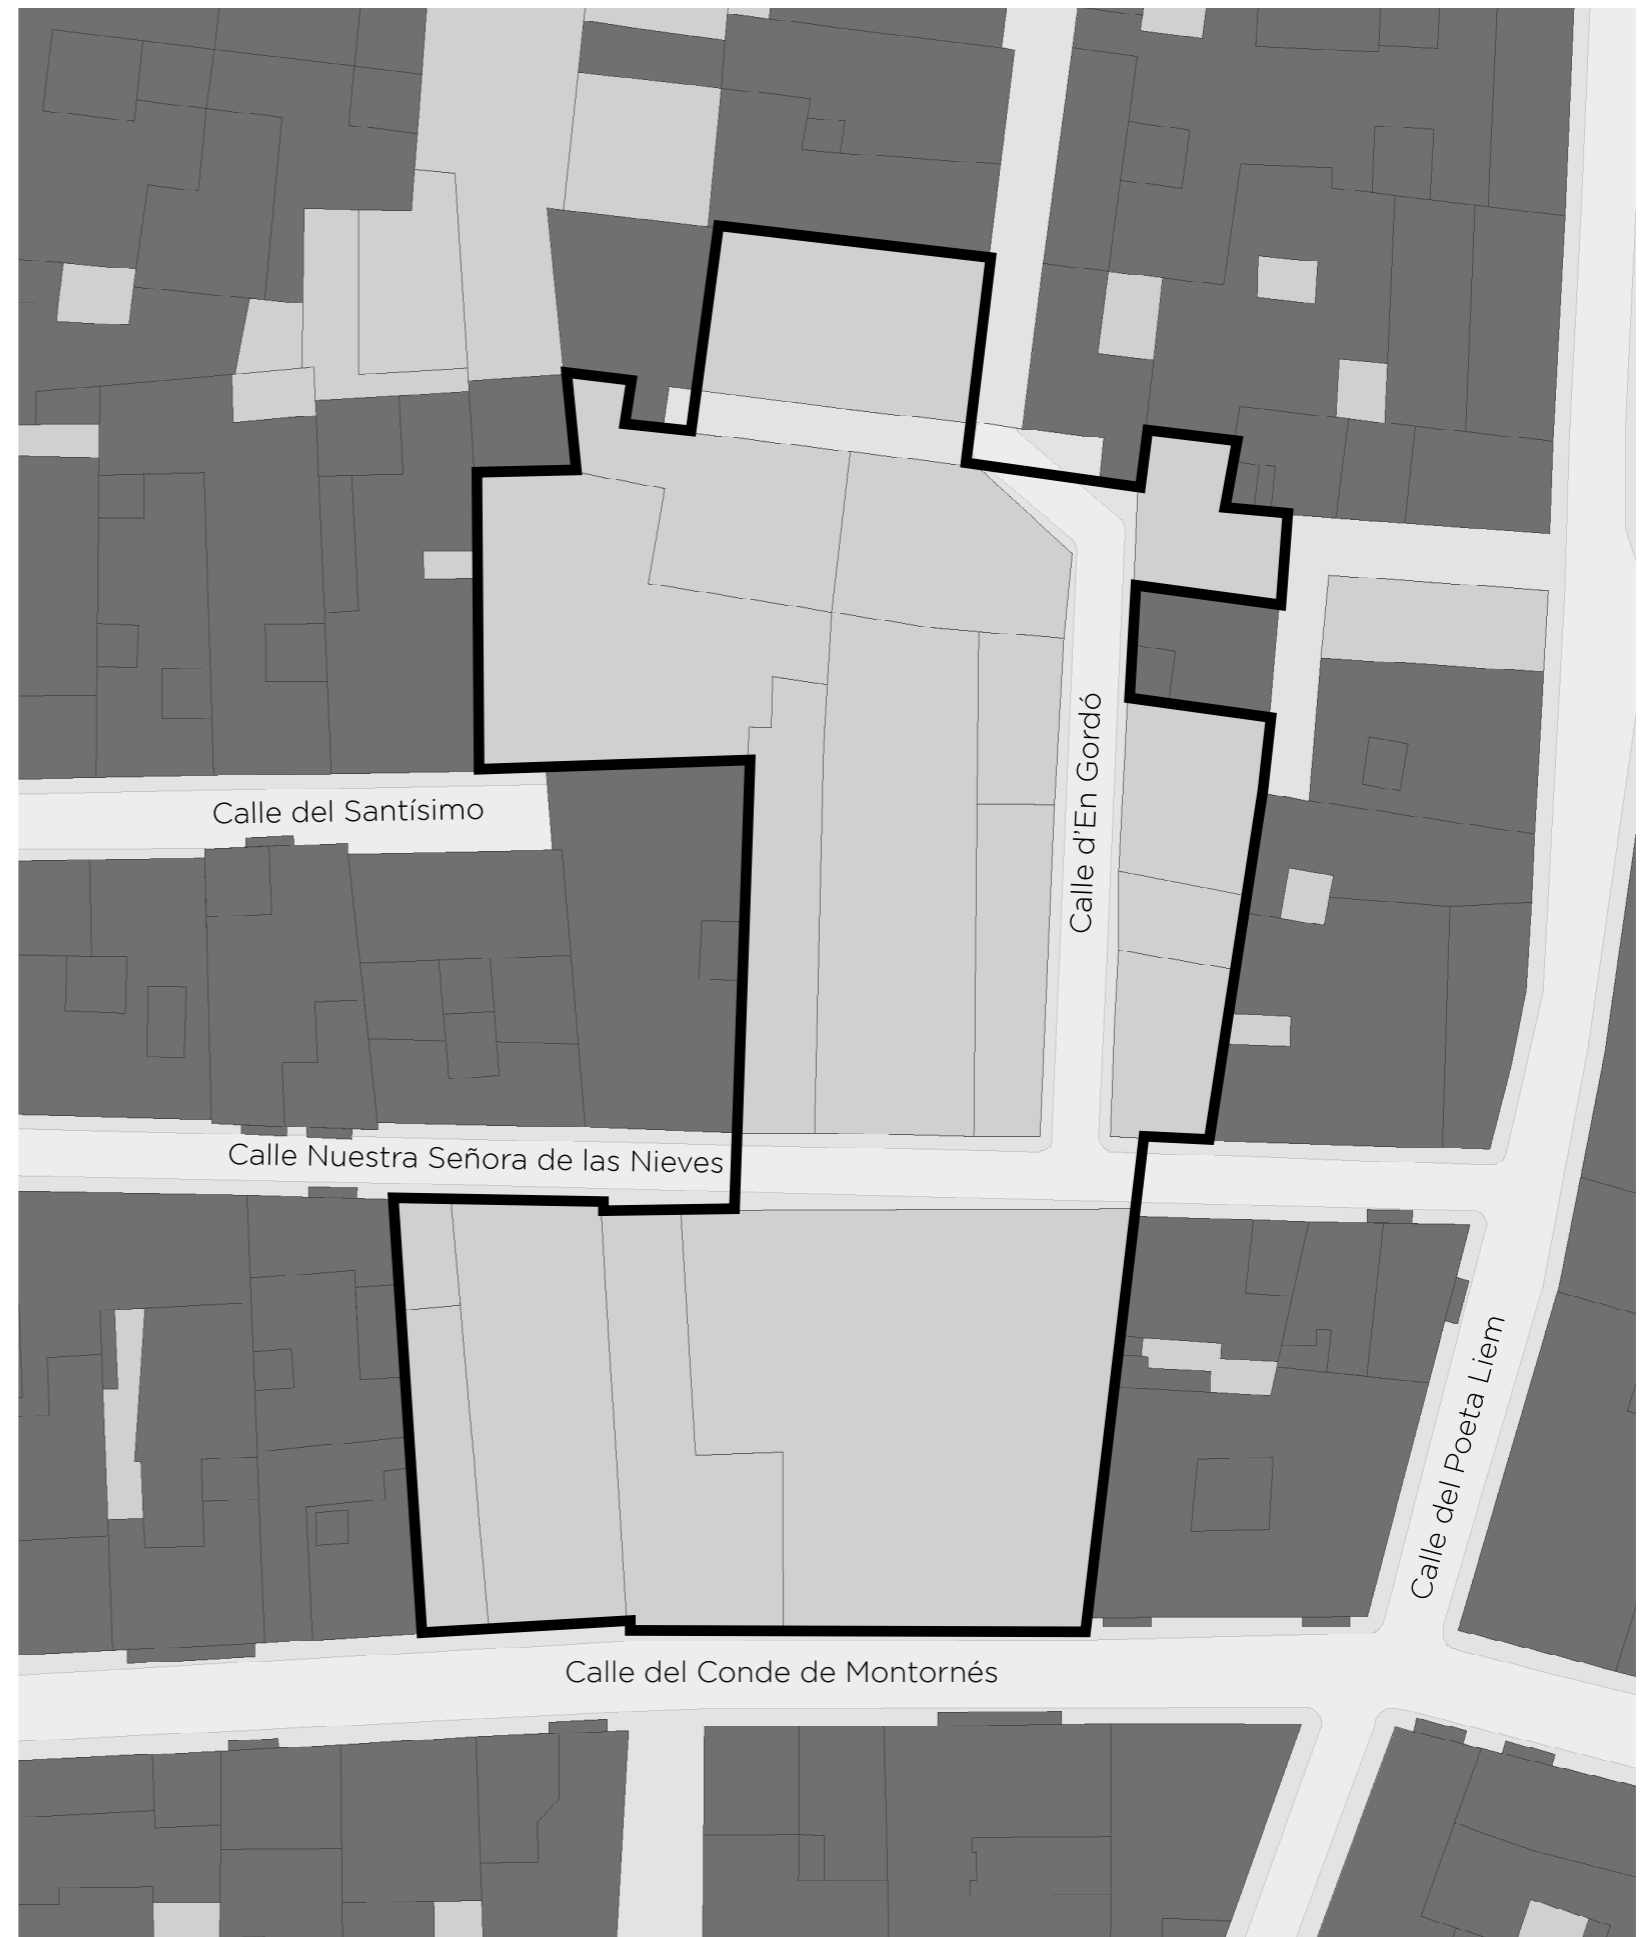 Calle del Santísimo
Calle d'En Gordó
Calle Nuestra Señora de las Nieves
Calle del Poeta Liem
Calle del Conde de Montornés